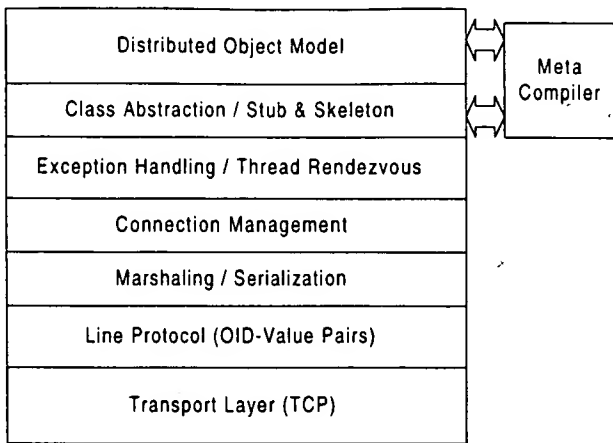 Distributed Object Model
Meta
Compiler
Class Abstraction / Stub & Skeleton
Exception Handling / Thread Rendezvous
Connection Management
Marshaling / Serialization
Line Protocol (OID-Value Pairs)
Transport Layer (TCP)